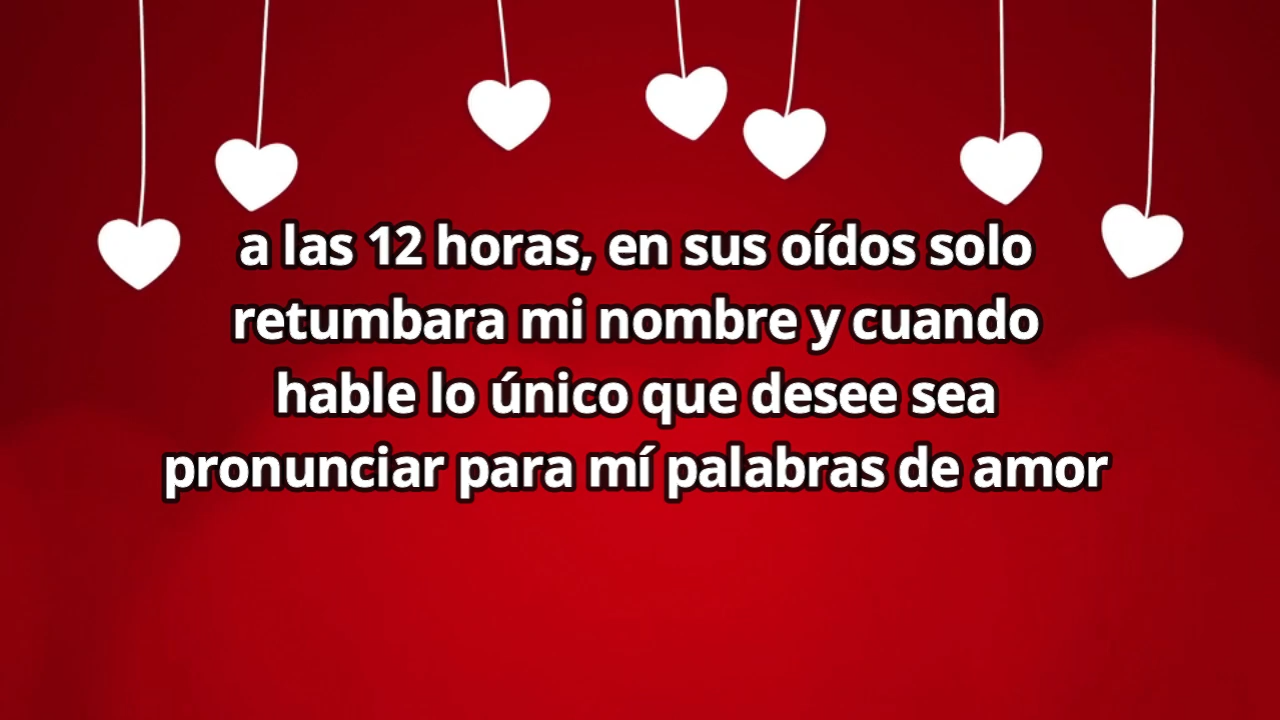 a las 12 horas, en sus oídos solo
retumbara mi nombre y cuando
hable lo único que desee sea
pronunciar para mí palabras de amor